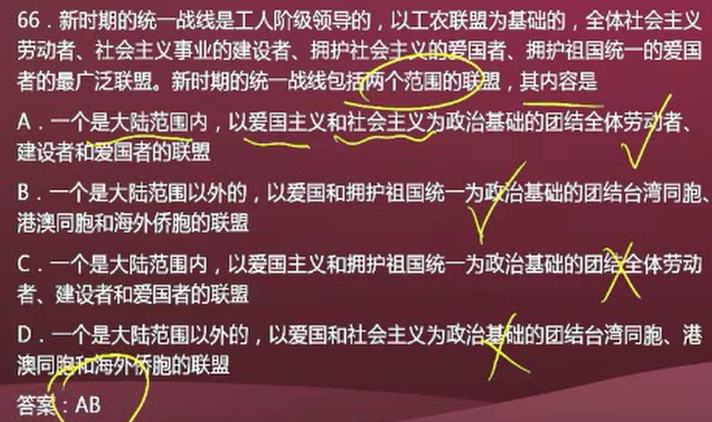 66．新时期的统一战线是工人阶级领导的，以工农联盟为基础的，全体社会主义
劳动者、社会主义事业的建设者、拥护社会主义的爱国者、拥护祖国统一的爱国
者的最广泛联盟。新时期的统一战线包括两个范围的联盟，其内容是
A．一个是大陆范围内，以爱国主义和社会主义为政治基础的团结全体劳动者、
建设者和爱国者的联盟
B．一个是大陆范围以外的，以爱国和拥护祖国统一为政治基础的团结台湾同胞、
港澳同胞和海外侨胞的联盟
C．一个是大陆范围内，以爱国主义和拥护祖国统一为政治基础的团结全体劳动
者、建设者和爱国者的联盟
D．一个是大陆范围以外的，以爱国和社会主义为政治基础的团结台湾同胞、港
澳同胞和海外侨胞的联盟
答案：AB